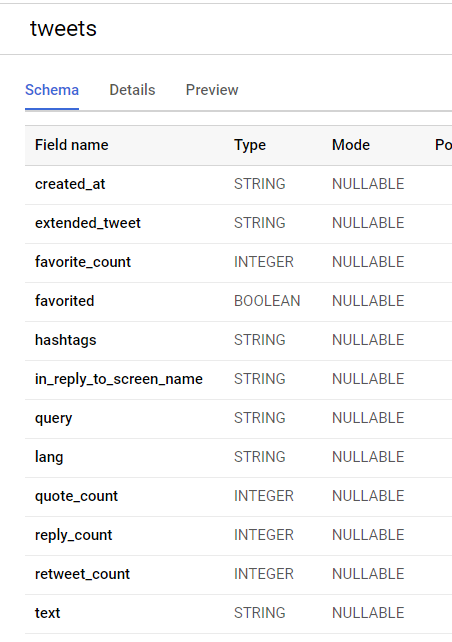 tweets
Schema Details Preview
Field name Type Mode Po
created_at STRING NULLABLE
extended_tweet STRING NULLABLE
favorite_count INTEGER NULLABLE
favorited BOOLEAN NULLABLE
hashtags STRING NULLABLE
in_reply_to_screen_name STRING NULLABLE
query STRING NULLABLE
lang STRING NULLABLE
quote_count INTEGER NULLABLE
reply_count INTEGER NULLABLE
retweet_count INTEGER NULLABLE
text STRING NULLABLE